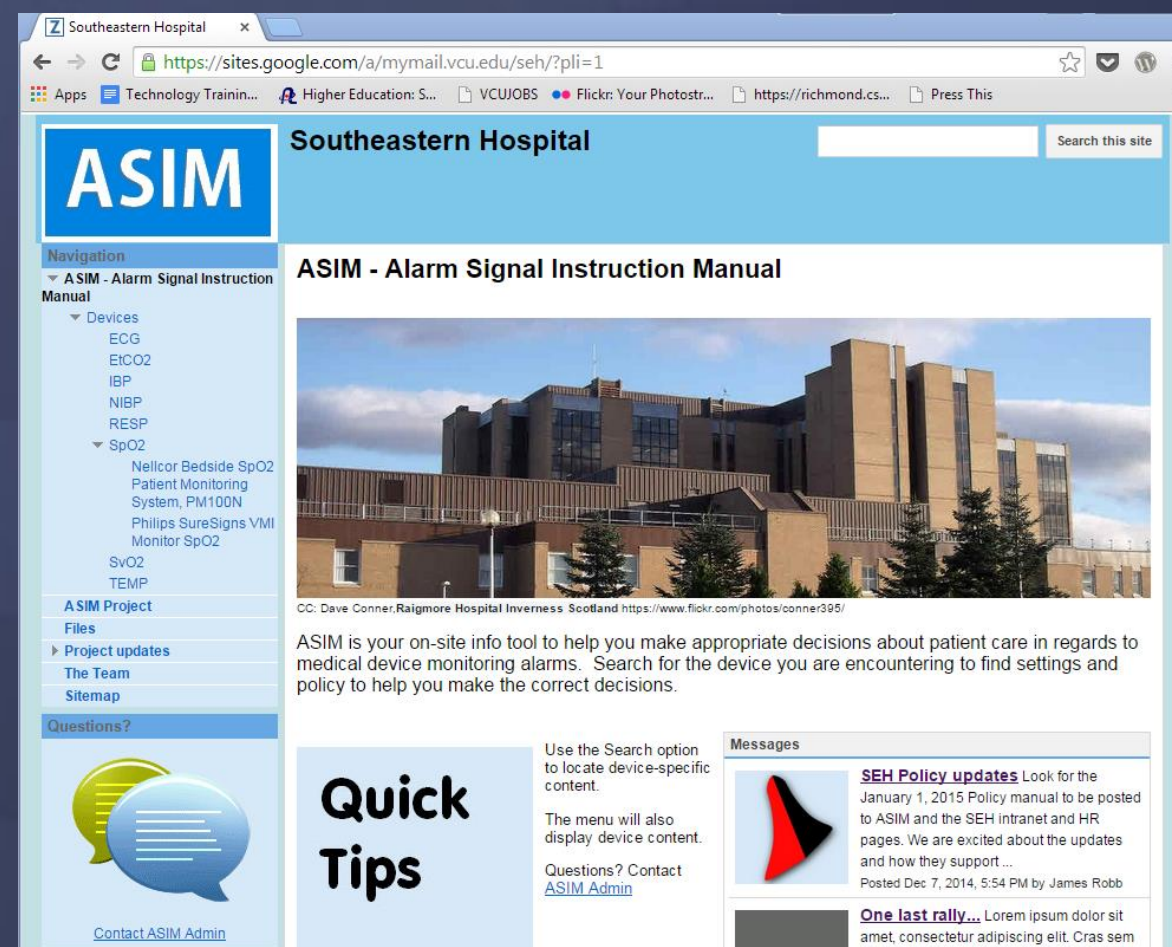 Z Southeastern Hospital
https://sites.google.com/a/mymail.vcu.edu/seh/?pli=1
Apps Technology Trainin... Higher Education: S... VCUJOBS Flickr: Your Photostr... https://richmond.cs... Press This
ASIM
Southeastern Hospital
Search this site
Navigation
ASIM - Alarm Signal Instruction
Manual
Devices
ECG
EtCO2
IBP
NIBP
RESP
SpO2
Nellcor Bedside SpO2
Patient Monitoring
System, PM100N
Philips SureSigns VMI
Monitor SpO2
SvO2
TEMP
ASIM Project
Files
Project updates
The Team
Sitemap
Questions?
Contact ASIM Admin
ASIM - Alarm Signal Instruction Manual
CC: Dave Conner,Raigmore Hospital Inverness Scotland https://www.flickr.com/photos/conner395/
ASIM is your on-site info tool to help you make appropriate decisions about patient care in regards to
medical device monitoring alarms. Search for the device you are encountering to find settings and
policy to help you make the correct decisions.
Quick
Tips
Use the Search option
to locate device-specific
content.
The menu will also
display device content.
Questions? Contact
ASIM Admin
Messages
SEH Policy updates Look for the
January 1, 2015 Policy manual to be posted
to ASIM and the SEH intranet and HR
pages. We are excited about the updates
and how they support ...
Posted Dec 7, 2014, 5:54 PM by James Robb
One last rally... Lorem ipsum dolor sit
amet, consectetur adipiscing elit. Cras sem